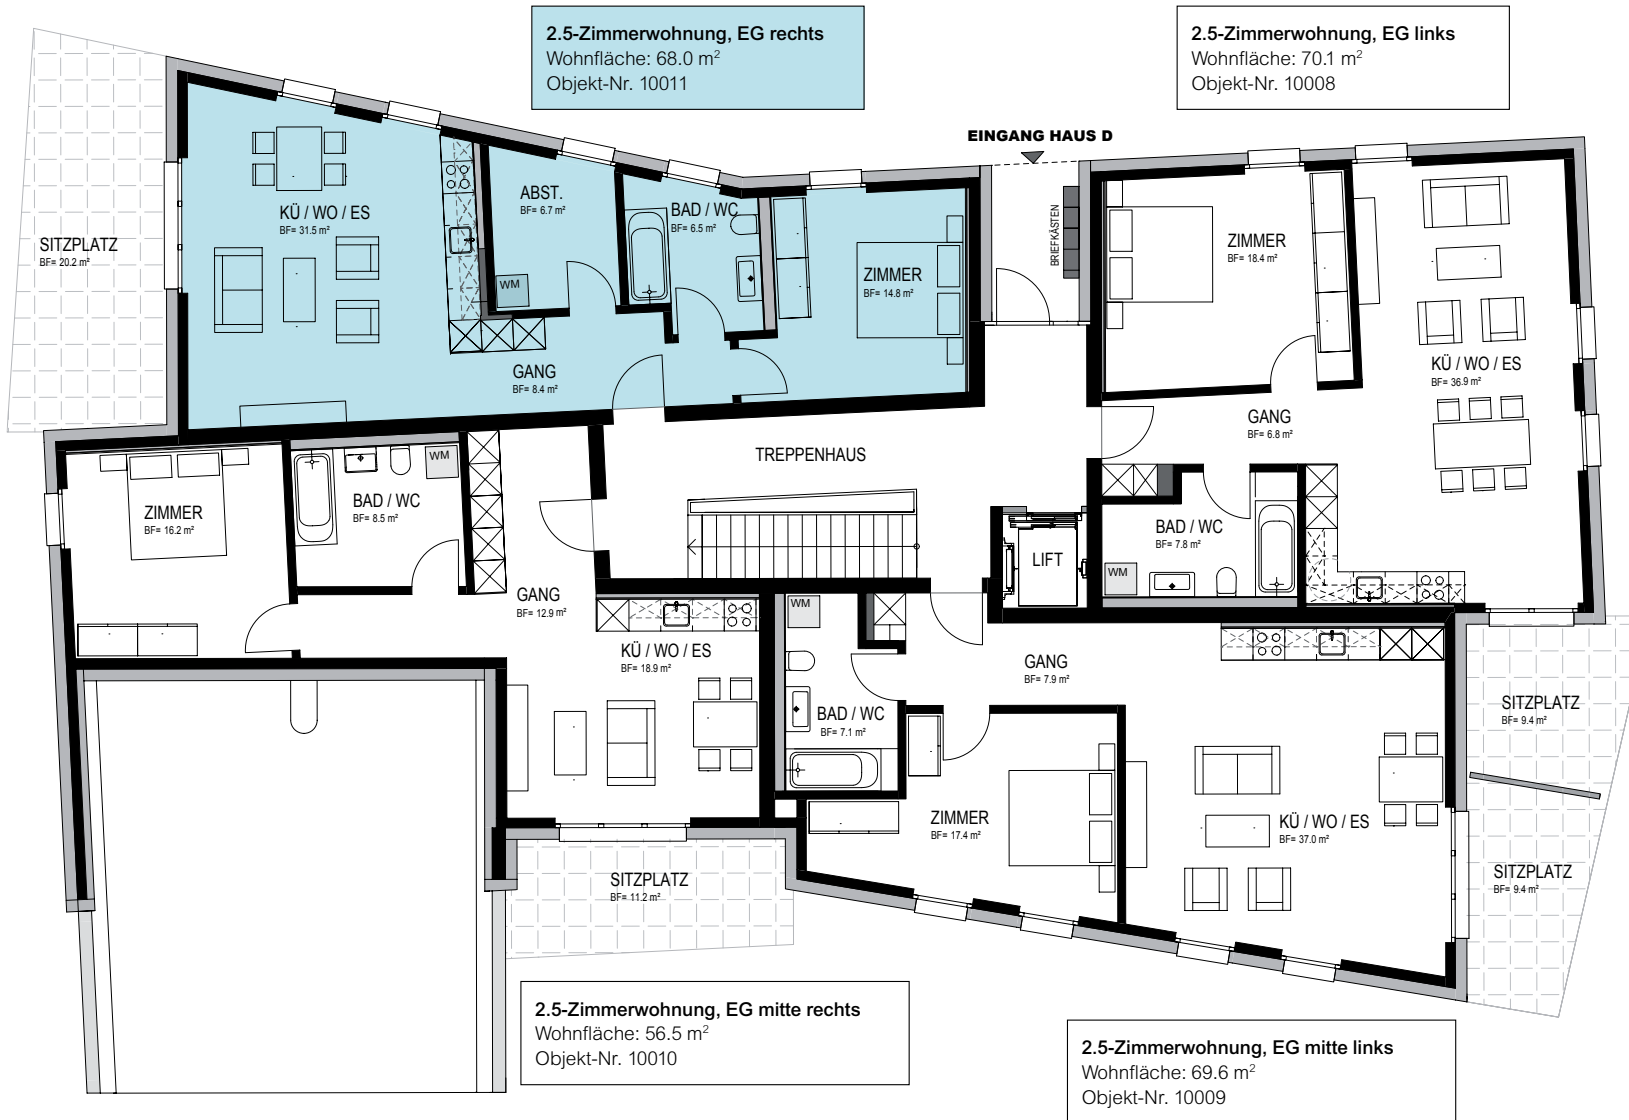 2.5-Zimmerwohnung, EG rechts
Wohnfläche: 68.0 m²
Objekt-Nr. 10011
2.5-Zimmerwohnung, EG links
Wohnfläche: 70.1 m²
Objekt-Nr. 10008
EINGANG HAUS D
BRIEFKÄSTEN
SITZPLATZ
BF= 20.2 m²
KÜ / WO / ES
BF= 31.5 m²
ABST.
BF= 6.7 m²
WM
BAD / WC
BF= 6.5 m²
ZIMMER
BF= 14.8 m²
GANG
BF= 8.4 m²
ZIMMER
BF= 18.4 m²
KÜ / WO / ES
BF= 36.9 m²
GANG
BF= 6.8 m²
BAD / WC
BF= 7.8 m²
WM
TREPPENHAUS
LIFT
ZIMMER
BF= 16.2 m²
BAD / WC
BF= 8.5 m²
WM
GANG
BF= 12.9 m²
KÜ / WO / ES
BF= 18.9 m²
SITZPLATZ
BF= 11.2 m²
WM
BAD / WC
BF= 7.1 m²
GANG
BF= 7.9 m²
ZIMMER
BF= 17.4 m²
KÜ / WO / ES
BF= 37.0 m²
SITZPLATZ
BF= 9.4 m²
SITZPLATZ
BF= 9.4 m²
2.5-Zimmerwohnung, EG mitte rechts
Wohnfläche: 56.5 m²
Objekt-Nr. 10010
2.5-Zimmerwohnung, EG mitte links
Wohnfläche: 69.6 m²
Objekt-Nr. 10009